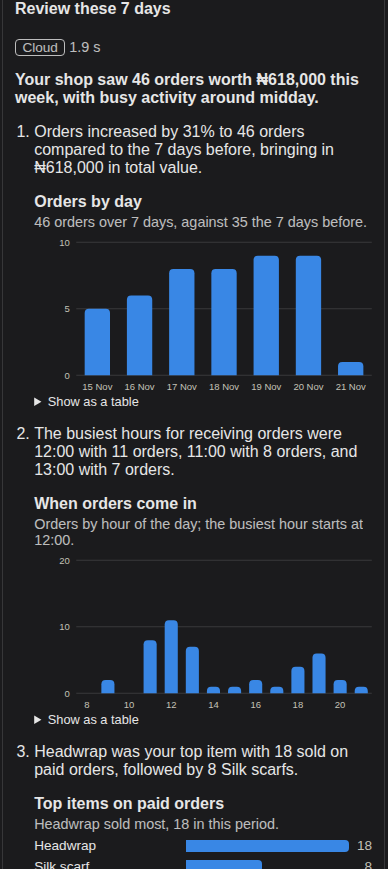 Review these 7 days
Cloud 1.9 s
Your shop saw 46 orders worth ₦618,000 this
week, with busy activity around midday.
1. Orders increased by 31% to 46 orders
compared to the 7 days before, bringing in
₦618,000 in total value.
Orders by day
46 orders over 7 days, against 35 the 7 days before.
10
5
0
15 Nov 16 Nov 17 Nov 18 Nov 19 Nov 20 Nov 21 Nov
▶ Show as a table
2. The busiest hours for receiving orders were
12:00 with 11 orders, 11:00 with 8 orders, and
13:00 with 7 orders.
When orders come in
Orders by hour of the day; the busiest hour starts at
12:00.
20
10
0
8 10 12 14 16 18 20
▶ Show as a table
3. Headwrap was your top item with 18 sold on
paid orders, followed by 8 Silk scarfs.
Top items on paid orders
Headwrap sold most, 18 in this period.
Headwrap 18
Silk scarf 8